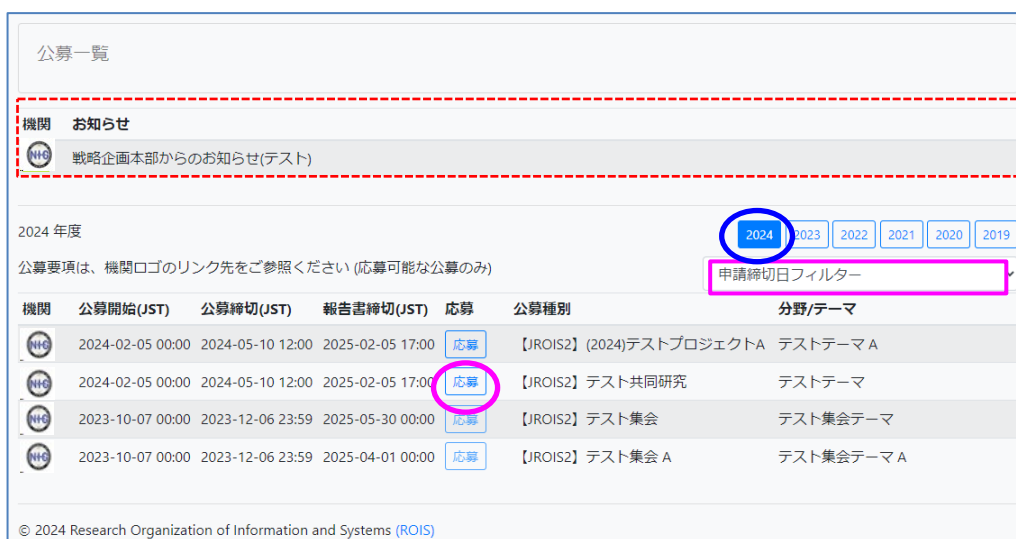 公募一覧
機関 お知らせ
NIG 戦略企画本部からのお知らせ(テスト)
2024 年度
2024 2023 2022 2021 2020 2019
公募要項は、機関ロゴのリンク先をご参照ください (応募可能な公募のみ)
申請締切日フィルター
機関 公募開始(JST) 公募締切(JST) 報告書締切(JST) 応募 公募種別 分野/テーマ
NIG 2024-02-05 00:00 2024-05-10 12:00 2025-02-05 17:00 応募 【JROIS2】(2024)テストプロジェクトA テストテーマ A
NIG 2024-02-05 00:00 2024-05-10 12:00 2025-02-05 17:00 応募 【JROIS2】テスト共同研究 テストテーマ
NIG 2023-10-07 00:00 2023-12-06 23:59 2025-05-30 00:00 応募 【JROIS2】テスト集会 テスト集会テーマ
NIG 2023-10-07 00:00 2023-12-06 23:59 2025-04-01 00:00 応募 【JROIS2】テスト集会 A テスト集会テーマ A
© 2024 Research Organization of Information and Systems (ROIS)